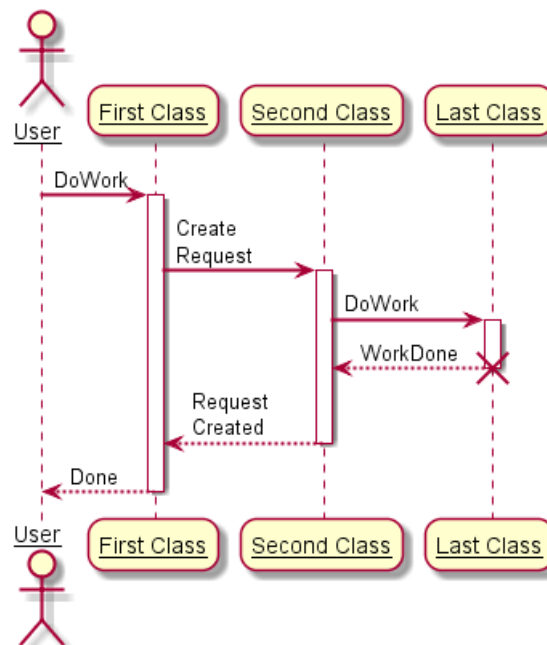 User
First Class
Second Class
Last Class
DoWork
Create
Request
DoWork
WorkDone
Request
Created
Done
User
First Class
Second Class
Last Class